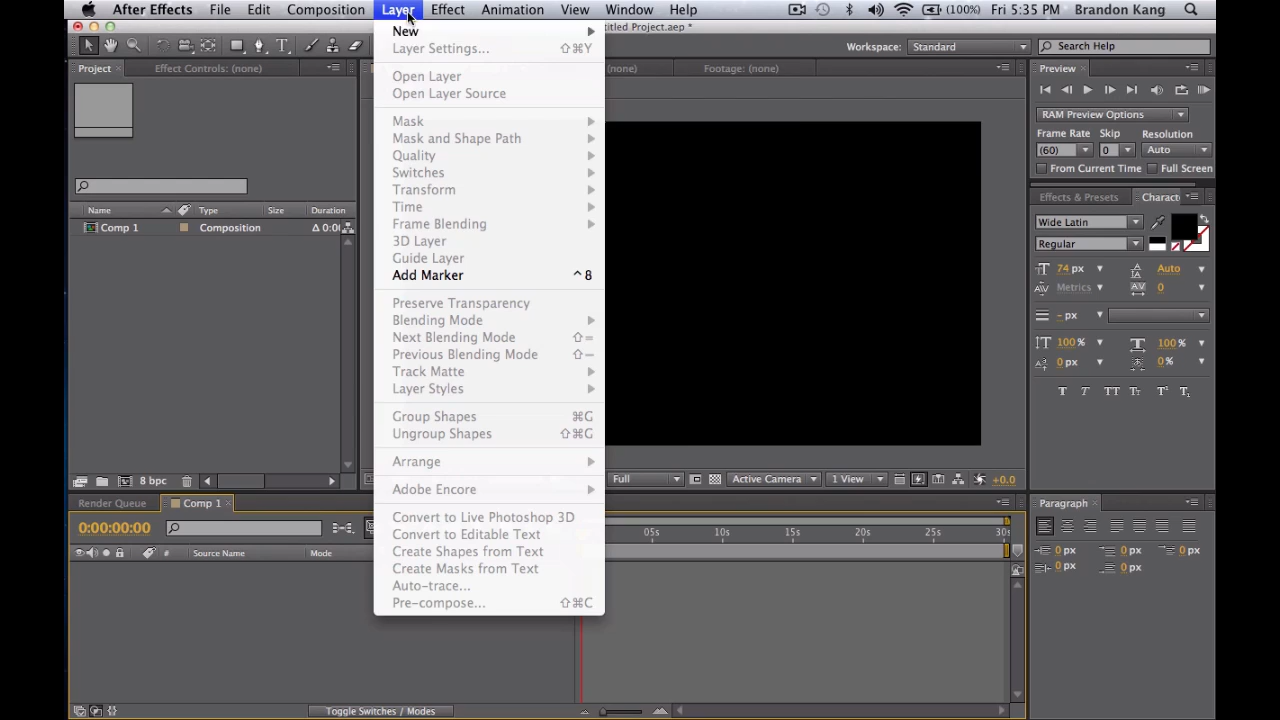 After Effects File Edit Composition Layer Effect Animation View Window Help (100%) Fri 5:35 PM Brandon Kang
titled Project.aep *
Workspace: Standard Search Help
Project Effect Controls: (none) (none) Footage: (none) Preview
New
Layer Settings... ⇧⌘Y
Open Layer
Open Layer Source
Mask
Mask and Shape Path
Quality
Switches
Transform
Time
Frame Blending
3D Layer
Guide Layer
Add Marker ^8
Preserve Transparency
Blending Mode
Next Blending Mode ⇧=
Previous Blending Mode ⇧−
Track Matte
Layer Styles
Group Shapes ⌘G
Ungroup Shapes ⇧⌘G
Arrange
Adobe Encore
Convert to Live Photoshop 3D
Convert to Editable Text
Create Shapes from Text
Create Masks from Text
Auto-trace...
Pre-compose... ⇧⌘C
Name Type Size Duration
Comp 1 Composition Δ 0:0
8 bpc
Full Active Camera 1 View +0.0
RAM Preview Options
Frame Rate Skip Resolution
(60) 0 Auto
From Current Time Full Screen
Effects & Presets Charact
Wide Latin
Regular
74 px Auto
Metrics 0
- px
100 % 100 %
0 px 0 %
T T TT Tт T¹ T₁
Render Queue Comp 1
0:00:00:00
# Source Name Mode
05s 10s 15s 20s 25s 30s
Toggle Switches / Modes
Paragraph
0 px 0 px 0 px
0 px 0 px